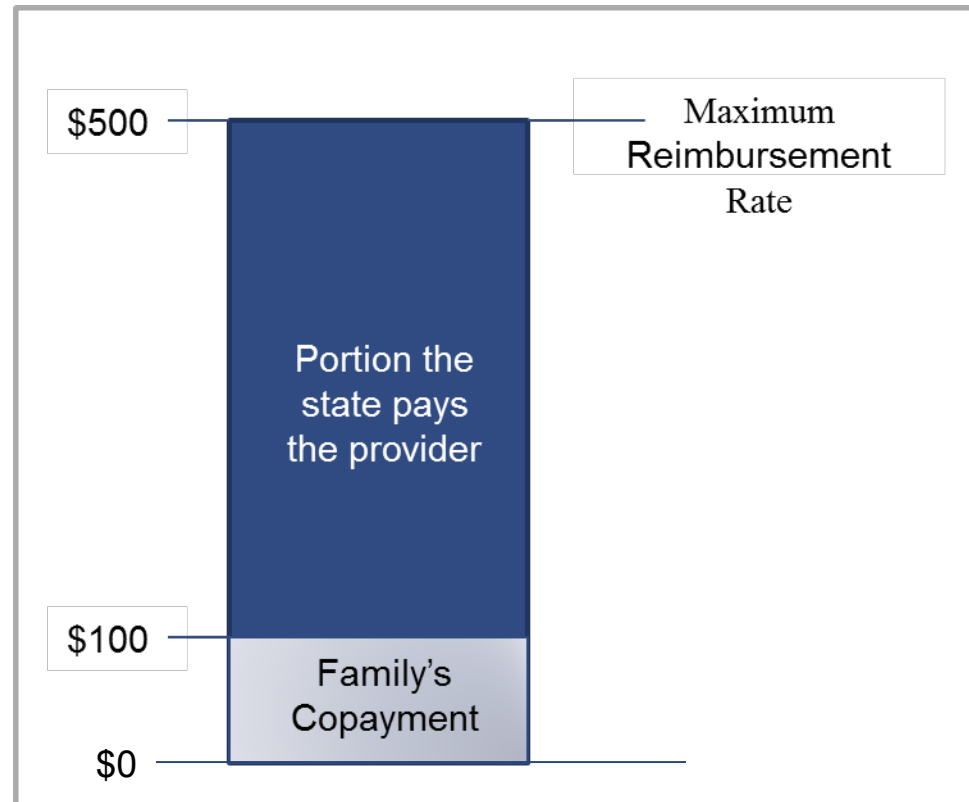 $500
Maximum
Reimbursement
Rate
Portion the
state pays
the provider
$100
Family’s
Copayment
$0